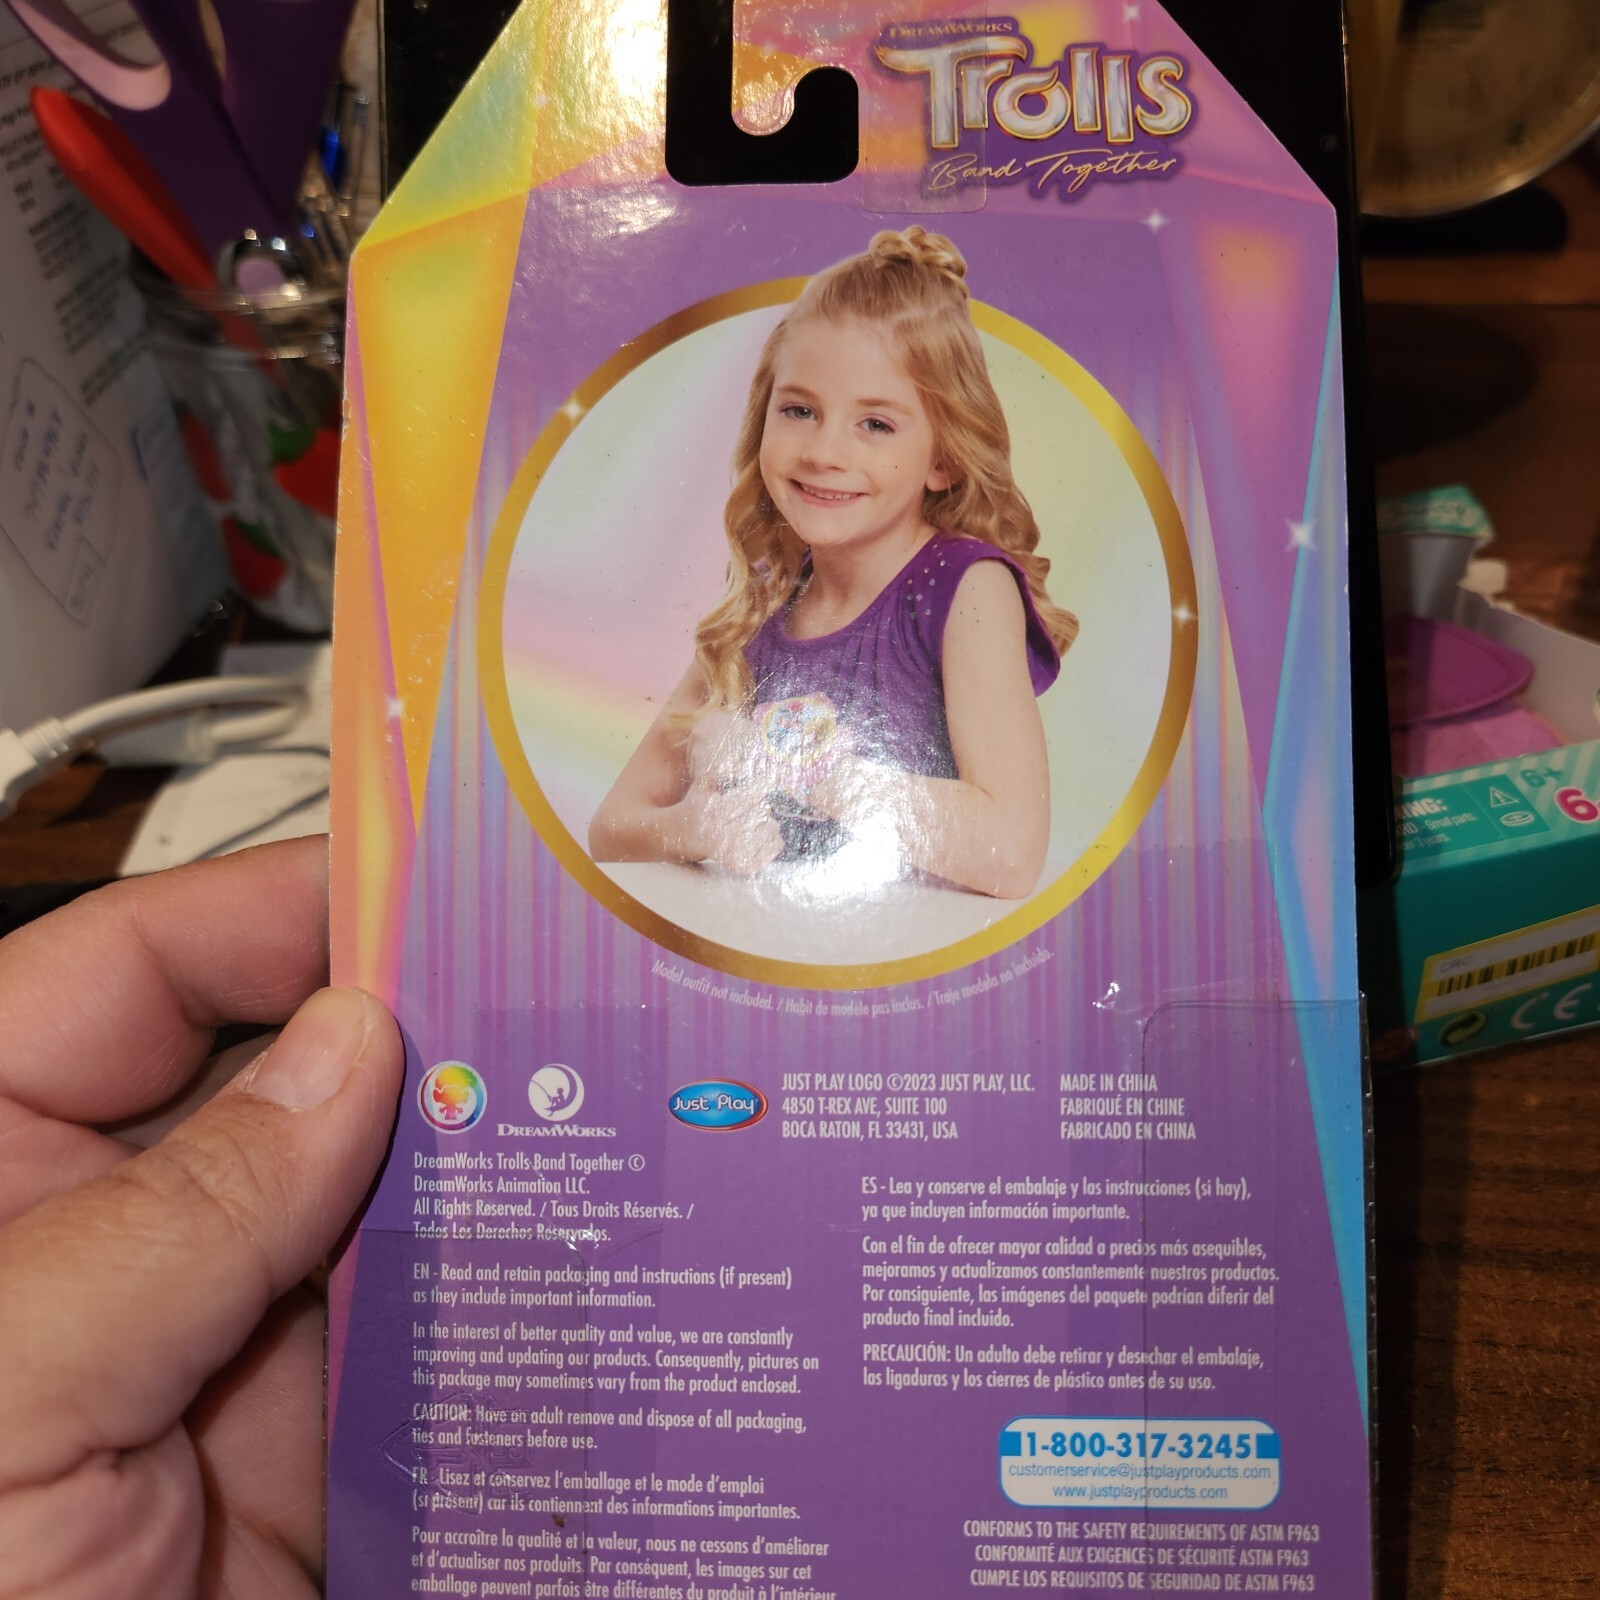 DREAMWORKS
Trolls
Band Together
Model outfit not included. / Habit de modèle pas inclus. / Traje modelo no incluido.
DREAMWORKS
Just Play
JUST PLAY LOGO ©2023 JUST PLAY, LLC.
4850 T-REX AVE, SUITE 100
BOCA RATON, FL 33431, USA
MADE IN CHINA
FABRIQUÉ EN CHINE
FABRICADO EN CHINA
DreamWorks Trolls Band Together ©
DreamWorks Animation LLC.
All Rights Reserved. / Tous Droits Réservés. /
Todos Los Derechos Reservados.
EN - Read and retain packaging and instructions (if present)
as they include important information.
In the interest of better quality and value, we are constantly
improving and updating our products. Consequently, pictures on
this package may sometimes vary from the product enclosed.
CAUTION: Have an adult remove and dispose of all packaging,
ties and fasteners before use.
FR - Lisez et conservez l'emballage et le mode d'emploi
(si présent) car ils contiennent des informations importantes.
Pour accroître la qualité et la valeur, nous ne cessons d'améliorer
et d'actualiser nos produits. Par conséquent, les images sur cet
emballage peuvent parfois être différentes du produit à l'intérieur
ES - Lea y conserve el embalaje y las instrucciones (si hay),
ya que incluyen información importante.
Con el fin de ofrecer mayor calidad a precios más asequibles,
mejoramos y actualizamos constantemente nuestros productos.
Por consiguiente, las imágenes del paquete podrían diferir del
producto final incluido.
PRECAUCIÓN: Un adulto debe retirar y desechar el embalaje,
las ligaduras y los cierres de plástico antes de su uso.
1-800-317-3245
customerservice@justplayproducts.com
www.justplayproducts.com
CONFORMS TO THE SAFETY REQUIREMENTS OF ASTM F963
CONFORMITÉ AUX EXIGENCES DE SÉCURITÉ ASTM F963
CUMPLE LOS REQUISITOS DE SEGURIDAD DE ASTM F963
6+
Small parts
CE